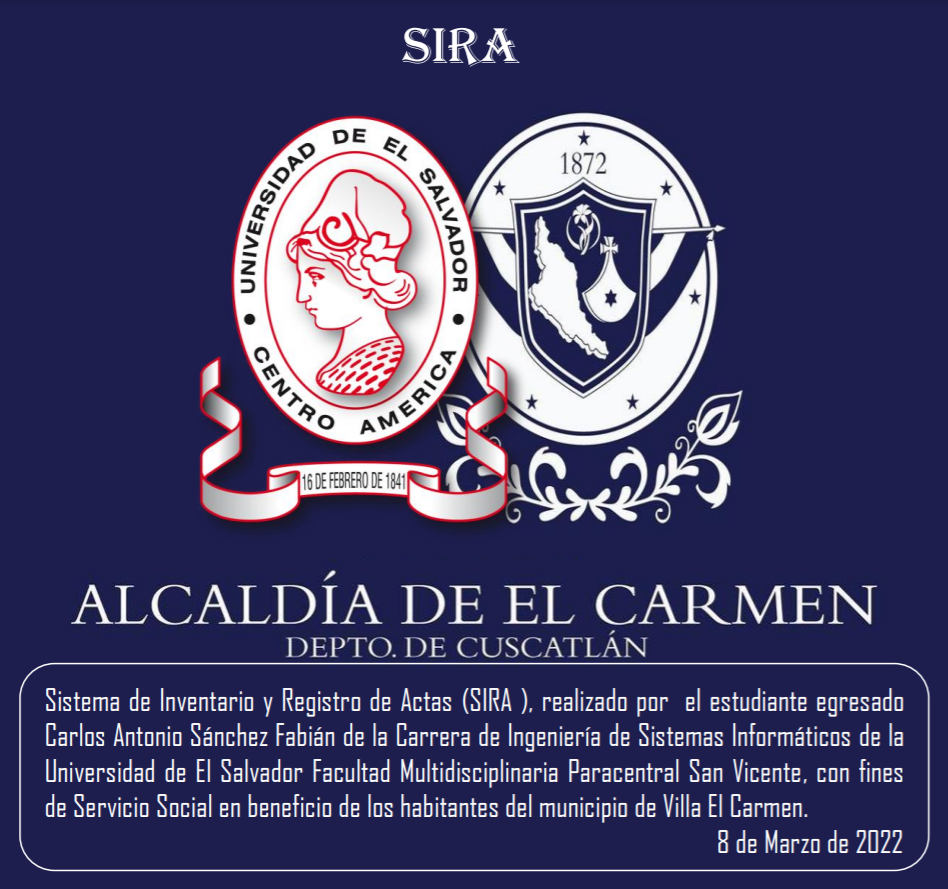 SIRA
UNIVERSIDAD DE EL SALVADOR
CENTRO AMERICA
16 DE FEBRERO DE 1841
1872
ALCALDÍA DE EL CARMEN
DEPTO. DE CUSCATLÁN
Sistema de Inventario y Registro de Actas (SIRA ), realizado por el estudiante egresado
Carlos Antonio Sánchez Fabián de la Carrera de Ingeniería de Sistemas Informáticos de la
Universidad de El Salvador Facultad Multidisciplinaria Paracentral San Vicente, con fines
de Servicio Social en beneficio de los habitantes del municipio de Villa El Carmen.
8 de Marzo de 2022